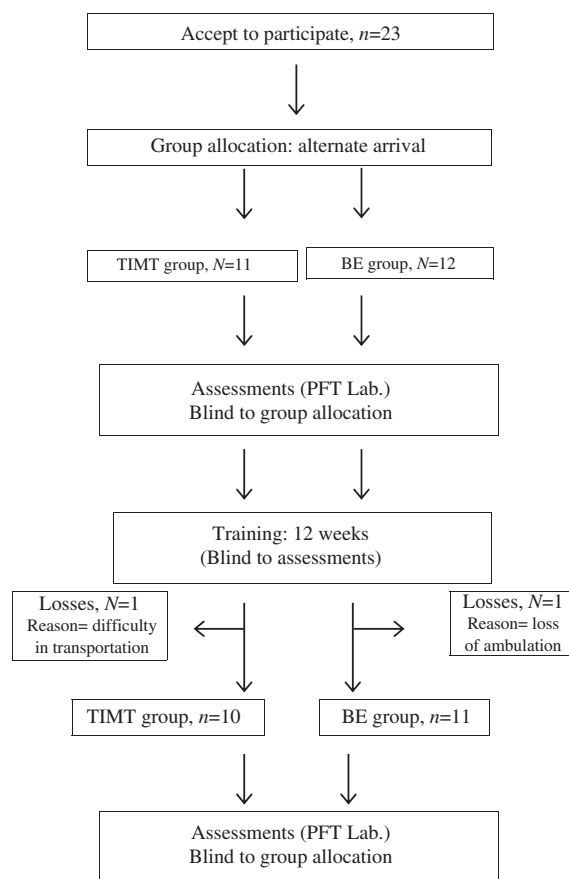 Accept to participate, n=23
Group allocation: alternate arrival
TIMT group, N=11
BE group, N=12
Assessments (PFT Lab.)
Blind to group allocation
Training: 12 weeks
(Blind to assessments)
Losses, N=1
Reason= difficulty
in transportation
Losses, N=1
Reason= loss
of ambulation
TIMT group, n=10
BE group, n=11
Assessments (PFT Lab.)
Blind to group allocation